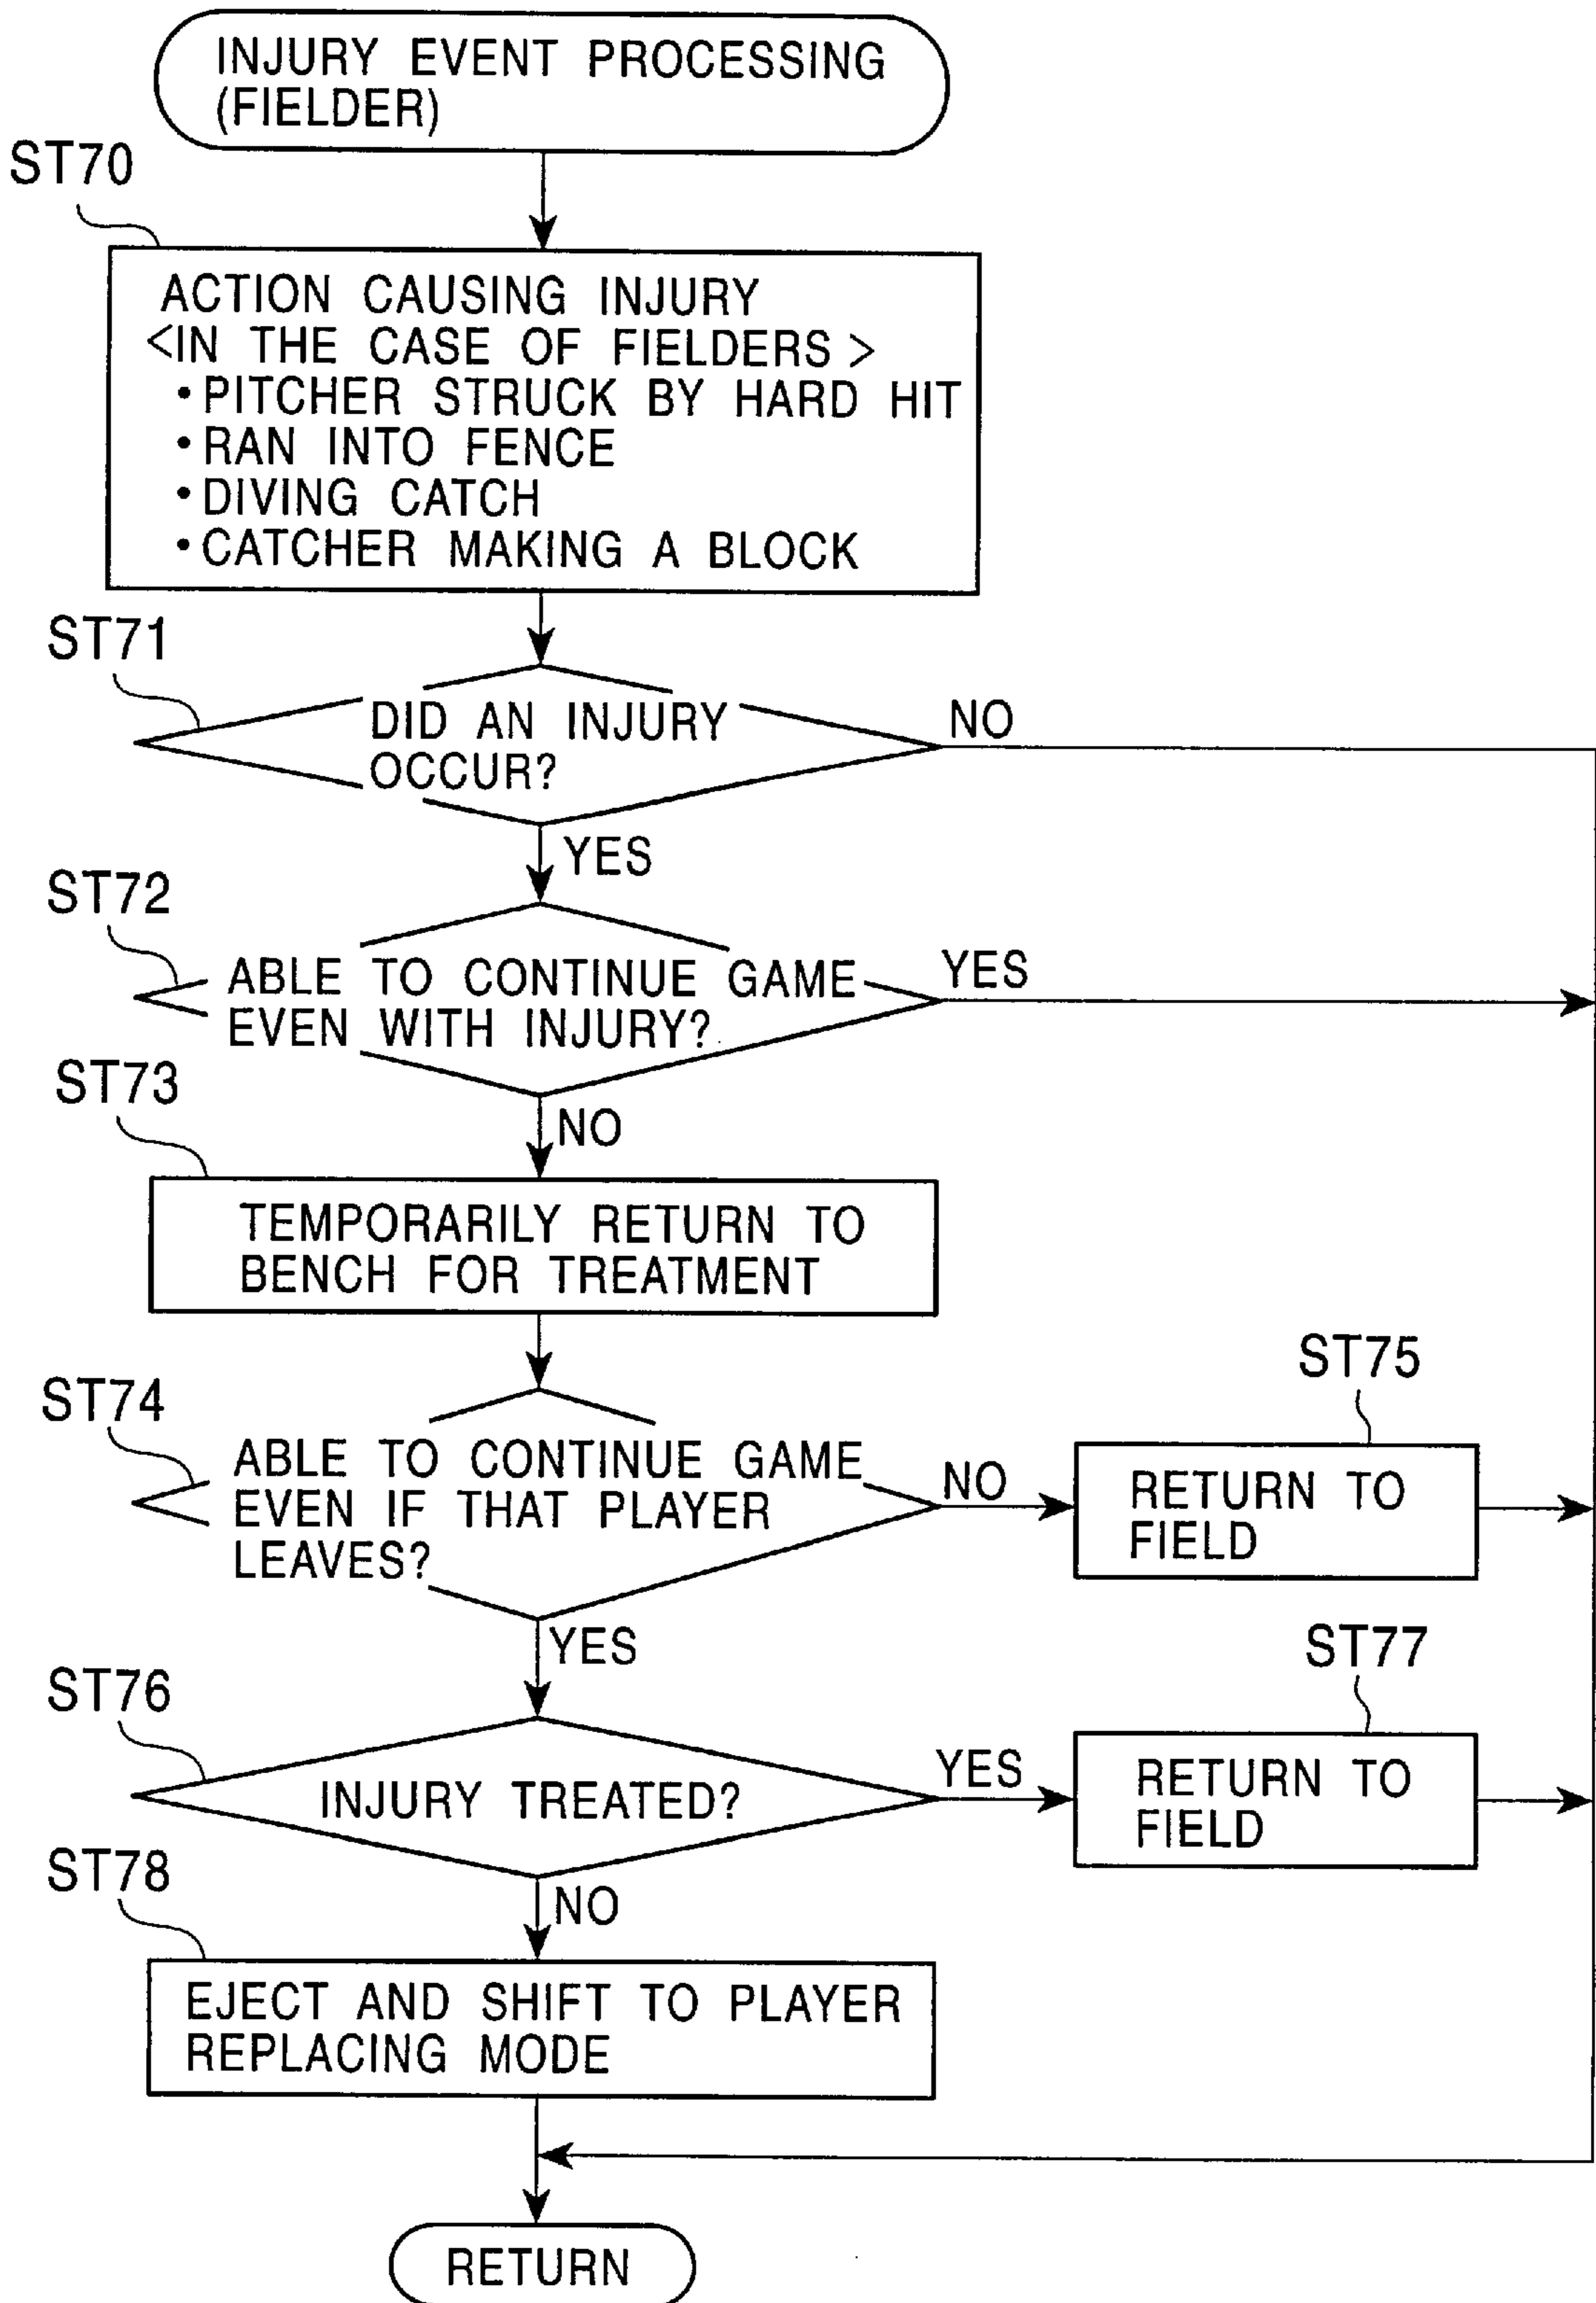 INJURY EVENT PROCESSING
(FIELDER)
ST70
ACTION CAUSING INJURY
<IN THE CASE OF FIELDERS>
•PITCHER STRUCK BY HARD HIT
•RAN INTO FENCE
•DIVING CATCH
•CATCHER MAKING A BLOCK
ST71
DID AN INJURY
OCCUR?
NO
YES
ST72
ABLE TO CONTINUE GAME
EVEN WITH INJURY?
YES
NO
ST73
TEMPORARILY RETURN TO
BENCH FOR TREATMENT
ST74
ABLE TO CONTINUE GAME
EVEN IF THAT PLAYER
LEAVES?
NO
ST75
RETURN TO
FIELD
YES
ST76
INJURY TREATED?
YES
ST77
RETURN TO
FIELD
NO
ST78
EJECT AND SHIFT TO PLAYER
REPLACING MODE
RETURN